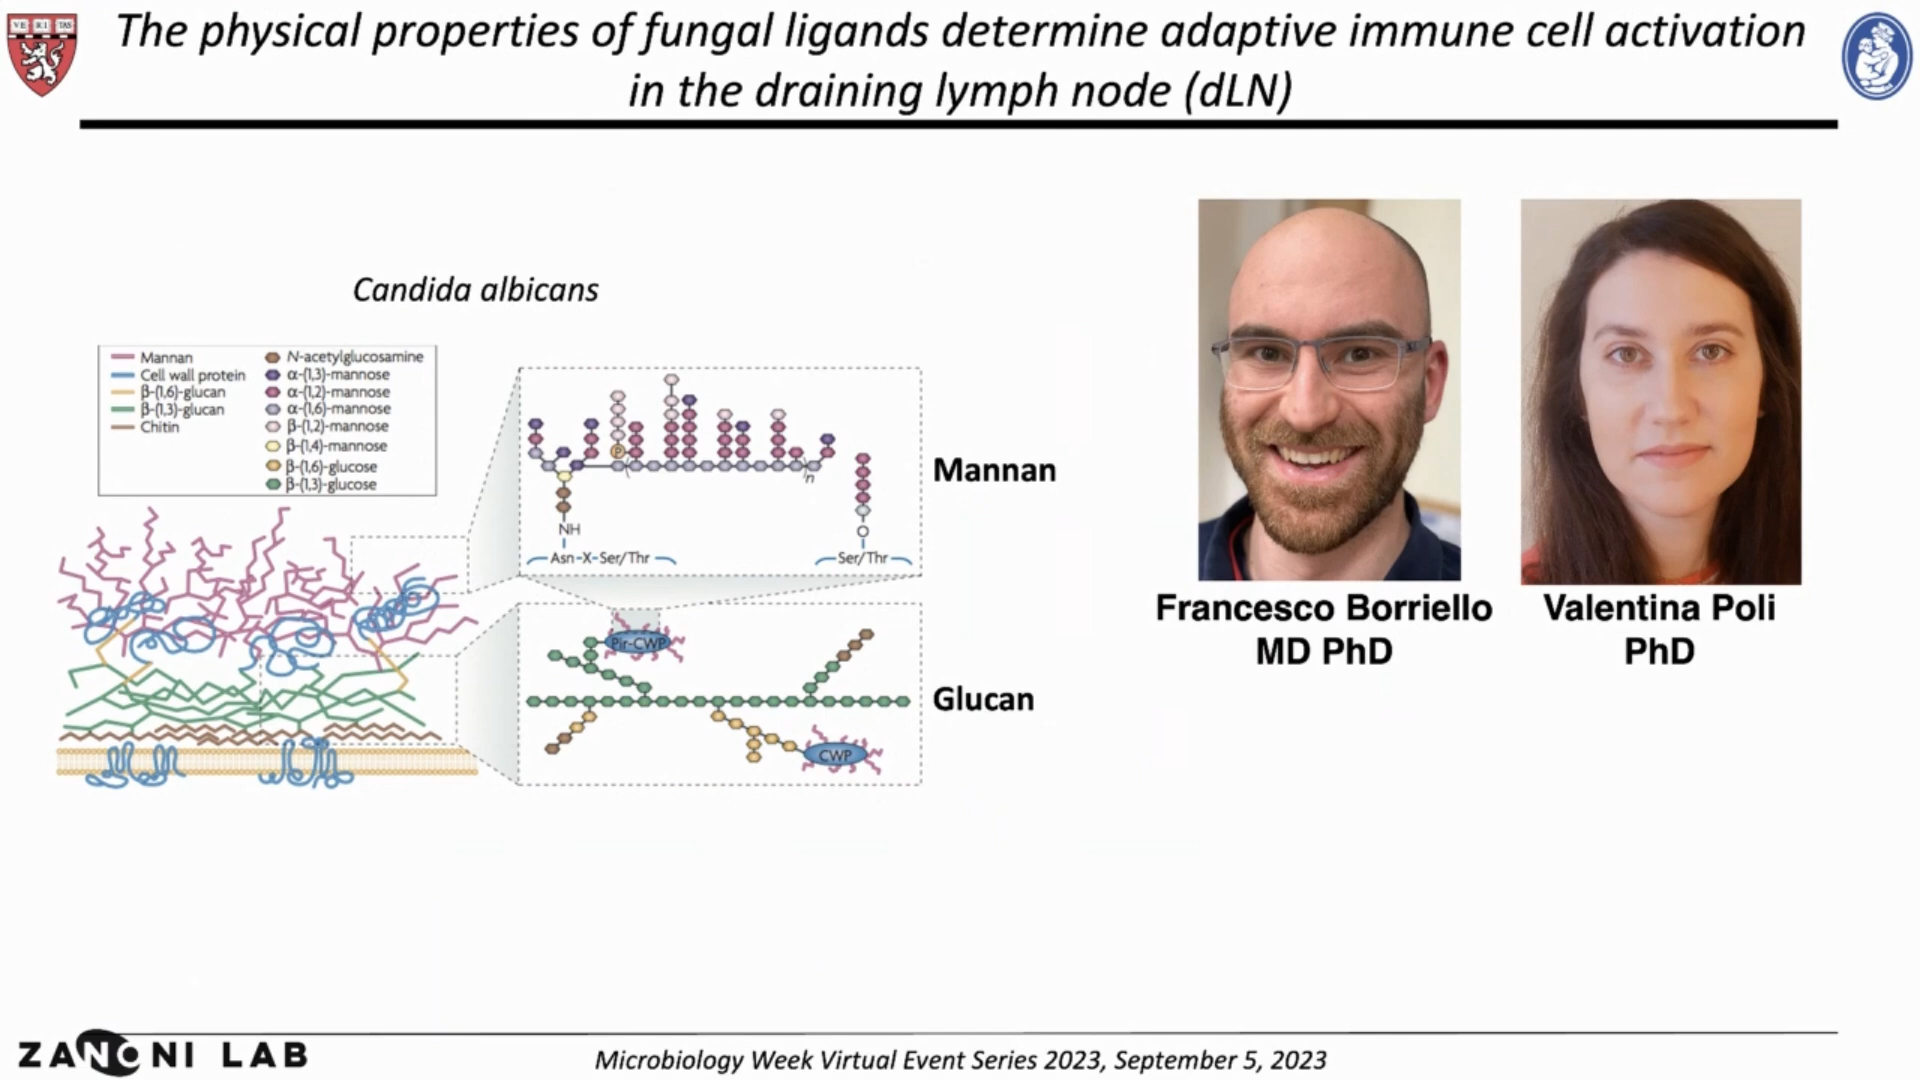 VE RI TAS
The physical properties of fungal ligands determine adaptive immune cell activation
in the draining lymph node (dLN)
Candida albicans
Mannan
Cell wall protein
β-(1,6)-glucan
β-(1,3)-glucan
Chitin
N-acetylglucosamine
α-(1,3)-mannose
α-(1,2)-mannose
α-(1,6)-mannose
β-(1,2)-mannose
β-(1,4)-mannose
β-(1,6)-glucose
β-(1,3)-glucose
P
n
NH
O
Asn-X-Ser/Thr
Ser/Thr
Mannan
Pir-CWP
CWP
Glucan
Francesco Borriello
MD PhD
Valentina Poli
PhD
ZANONI LAB
Microbiology Week Virtual Event Series 2023, September 5, 2023